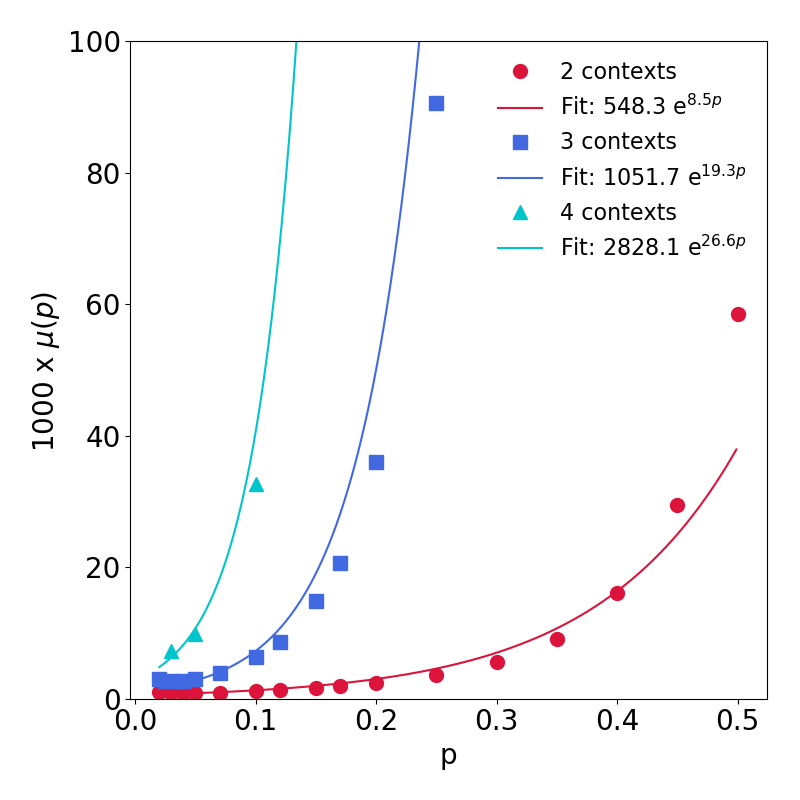 100
80
60
40
20
0
1000 x μ(p)
2 contexts
Fit: 548.3 e^8.5p
3 contexts
Fit: 1051.7 e^19.3p
4 contexts
Fit: 2828.1 e^26.6p
0.0 0.1 0.2 0.3 0.4 0.5
p